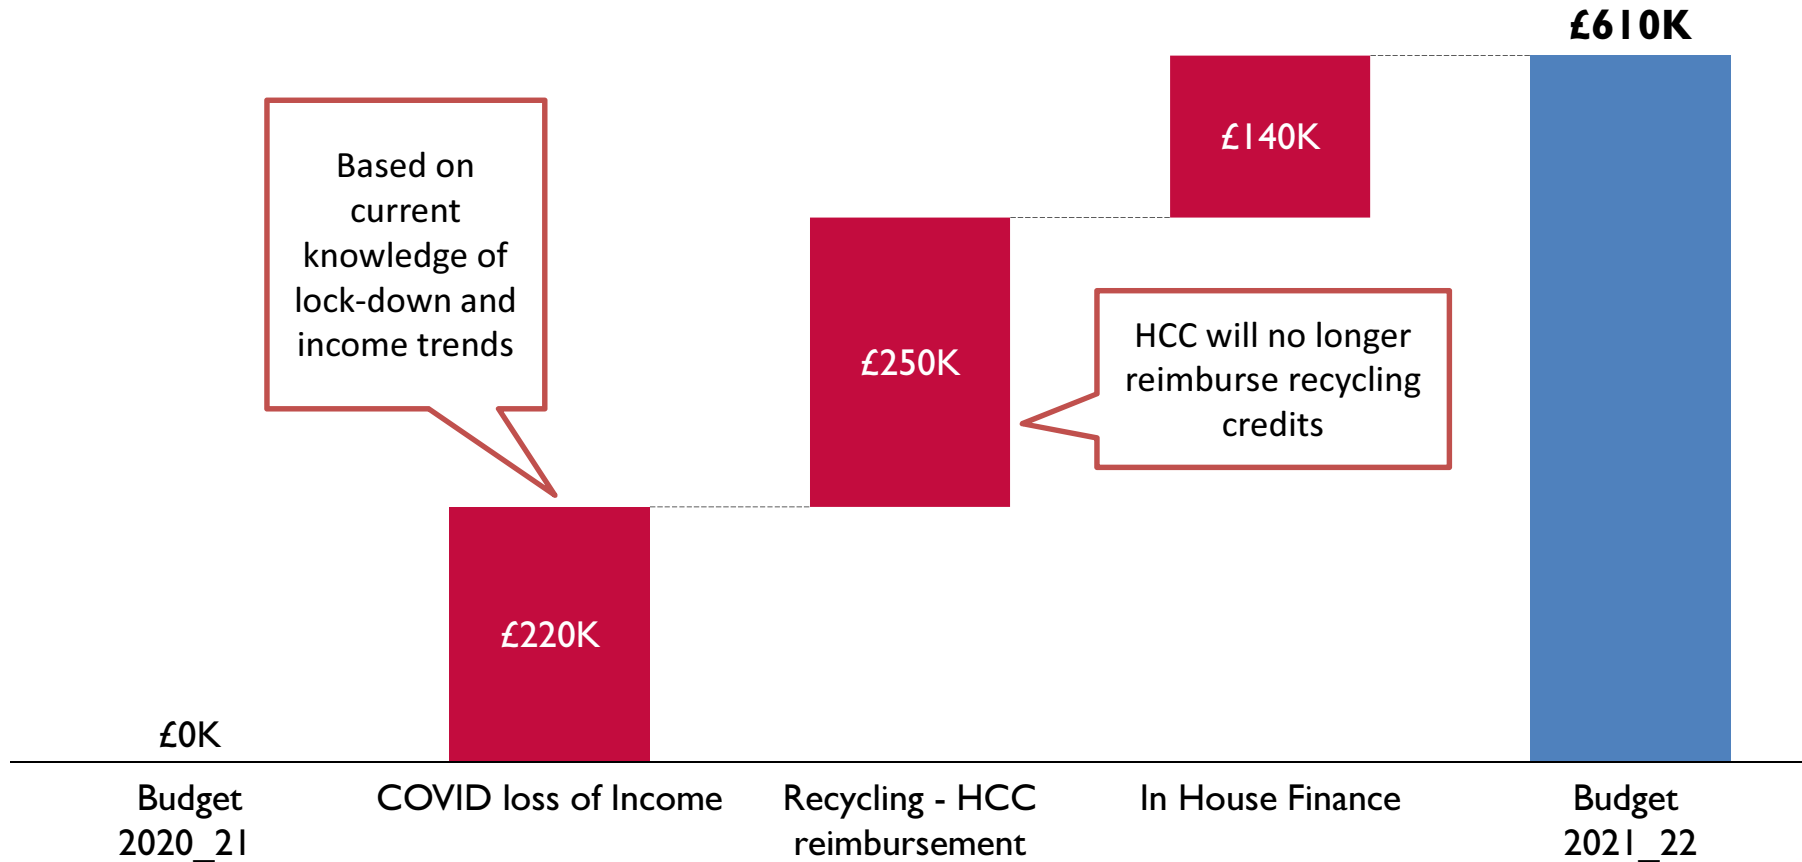 £610K
£140K
Based on
current
knowledge of
lock-down and
income trends
HCC will no longer
reimburse recycling
credits
£250K
£220K
£0K
Budget
2020_21
COVID loss of Income
Recycling - HCC
reimbursement
In House Finance
Budget
2021_22